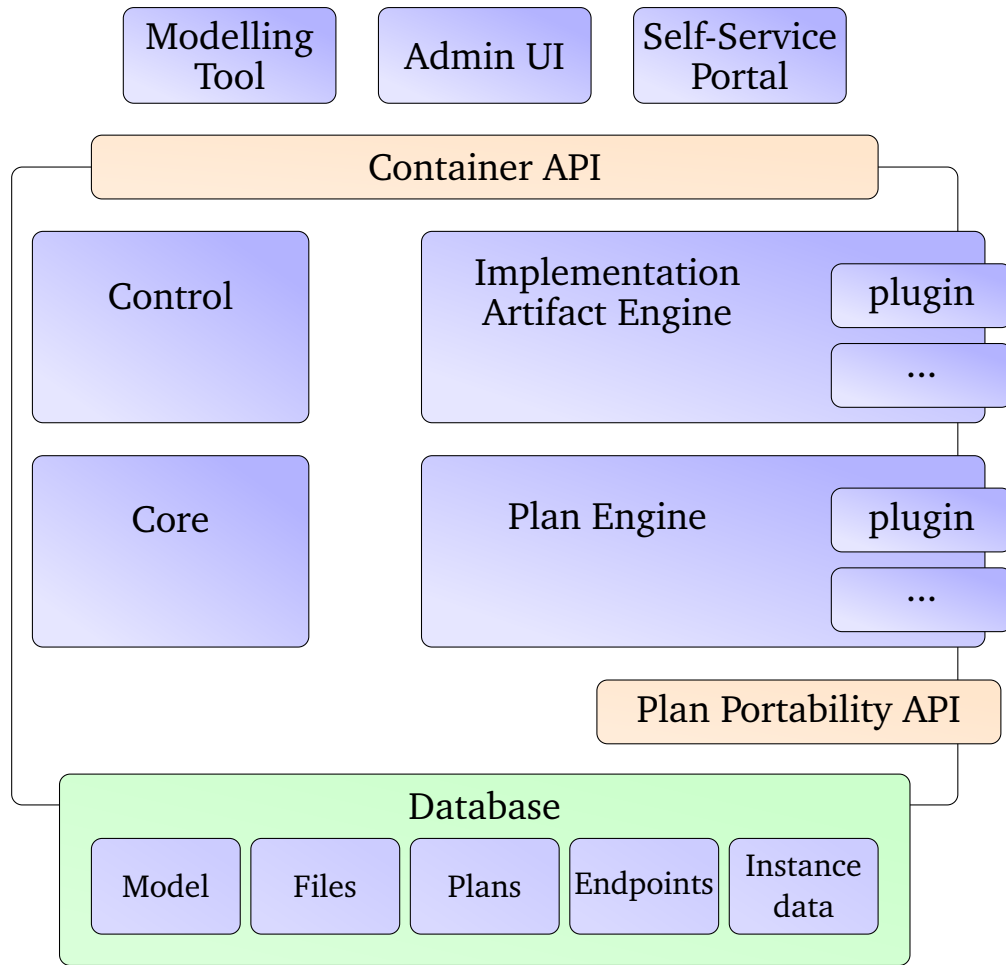 Modelling
Tool
Admin UI
Self-Service
Portal
Container API
Control
Implementation
Artifact Engine
plugin
...
Core
Plan Engine
plugin
...
Plan Portability API
Database
Model
Files
Plans
Endpoints
Instance
data